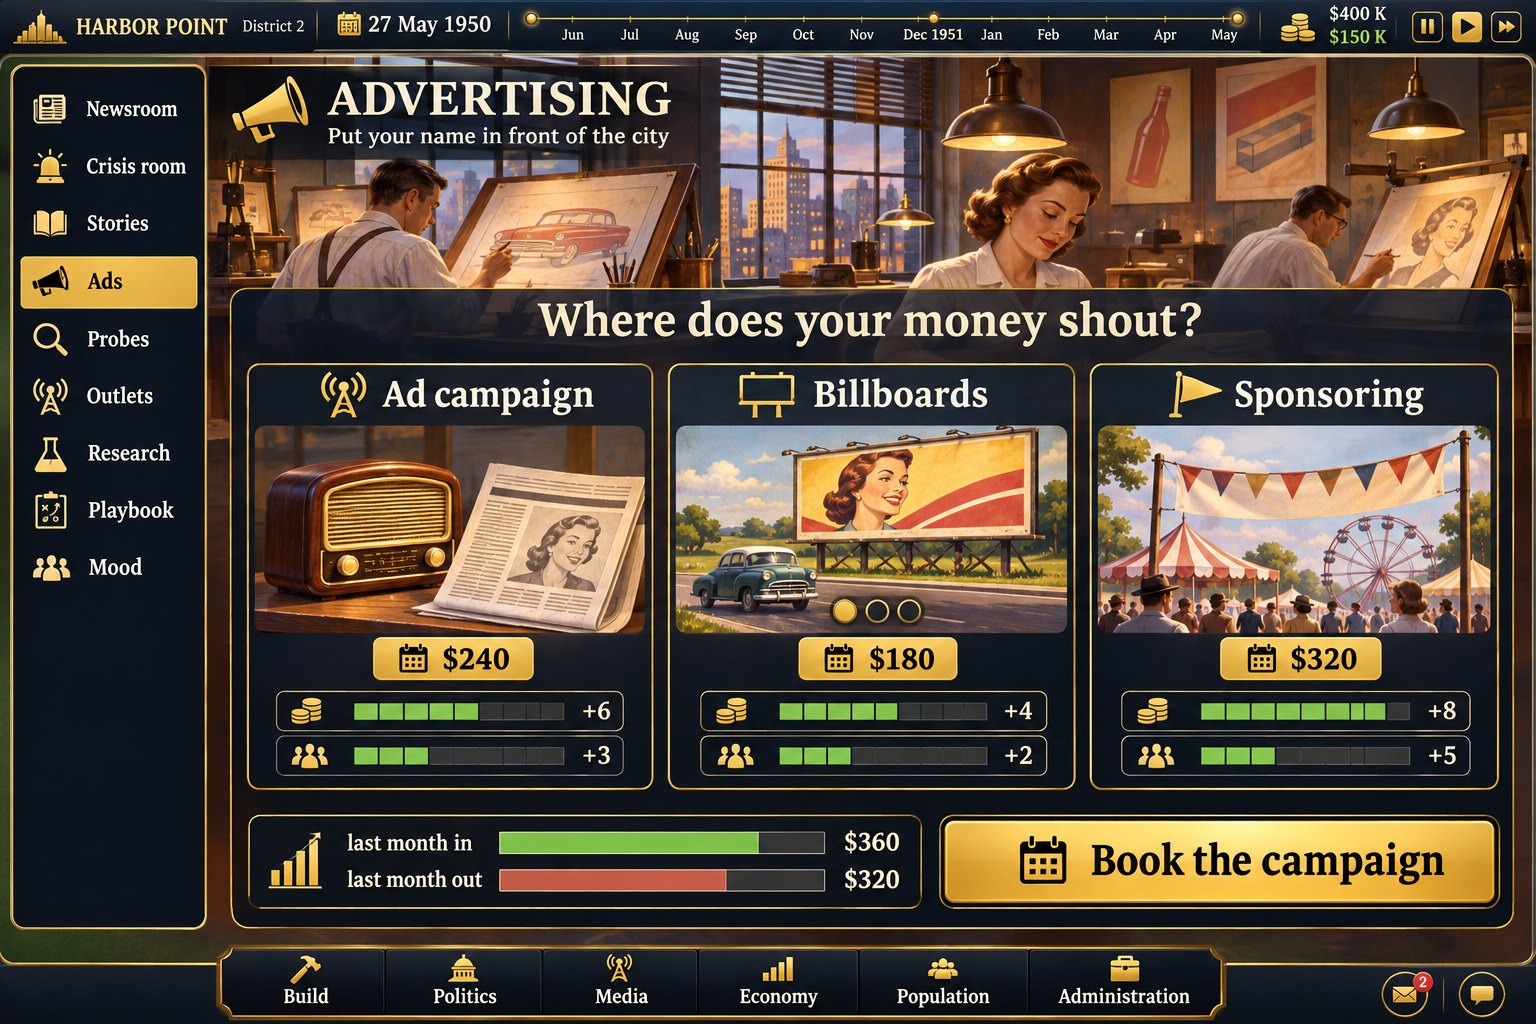 HARBOR POINT District 2
27 May 1950
Jun Jul Aug Sep Oct Nov Dec 1951 Jan Feb Mar Apr May
$400 K
$150 K
Newsroom
Crisis room
Stories
Ads
Probes
Outlets
Research
Playbook
Mood
ADVERTISING
Put your name in front of the city
Where does your money shout?
Ad campaign
$240
+6
+3
Billboards
$180
+4
+2
Sponsoring
$320
+8
+5
last month in $360
last month out $320
Book the campaign
Build
Politics
Media
Economy
Population
Administration
2